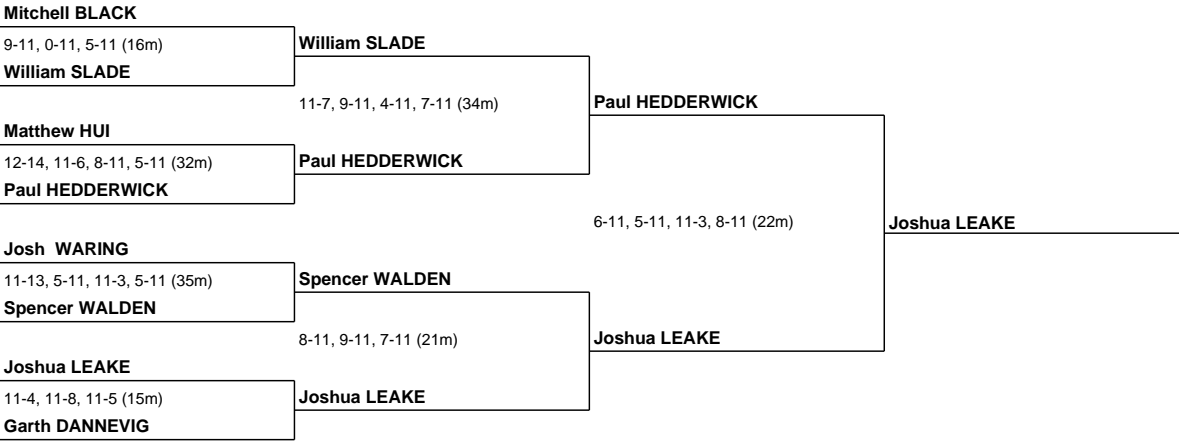 Mitchell BLACK
9-11, 0-11, 5-11 (16m)
William SLADE
William SLADE
11-7, 9-11, 4-11, 7-11 (34m)
Paul HEDDERWICK
Matthew HUI
12-14, 11-6, 8-11, 5-11 (32m)
Paul HEDDERWICK
Paul HEDDERWICK
6-11, 5-11, 11-3, 8-11 (22m)
Joshua LEAKE
Josh  WARING
11-13, 5-11, 11-3, 5-11 (35m)
Spencer WALDEN
Spencer WALDEN
8-11, 9-11, 7-11 (21m)
Joshua LEAKE
Joshua LEAKE
11-4, 11-8, 11-5 (15m)
Joshua LEAKE
Garth DANNEVIG